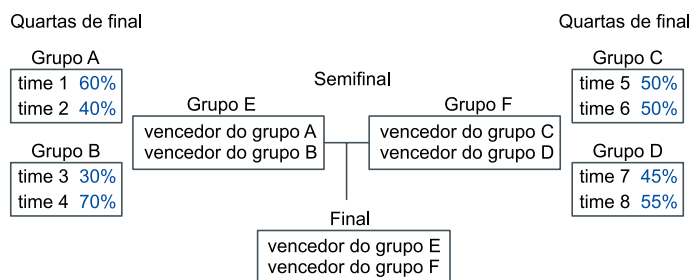 Quartas de final
Quartas de final
Grupo A
time 1 60%
time 2 40%
Grupo B
time 3 30%
time 4 70%
Semifinal
Grupo E
vencedor do grupo A
vencedor do grupo B
Grupo F
vencedor do grupo C
vencedor do grupo D
Grupo C
time 5 50%
time 6 50%
Grupo D
time 7 45%
time 8 55%
Final
vencedor do grupo E
vencedor do grupo F